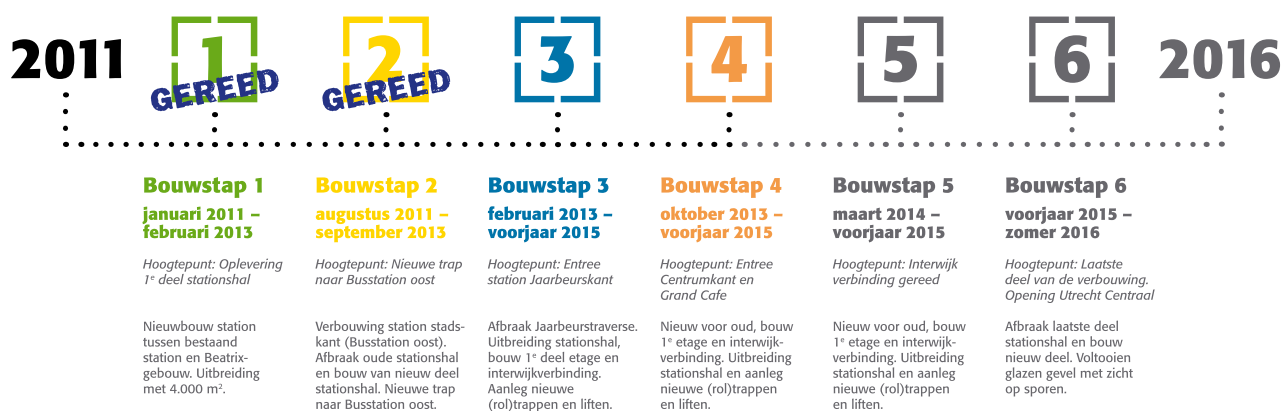 2011
1
GEREED
2
GEREED
3
4
5
6
2016
Bouwstap 1
januari 2011 –
februari 2013
Hoogtepunt: Oplevering
1e deel stationshal
Nieuwbouw station
tussen bestaand
station en Beatrix-
gebouw. Uitbreiding
met 4.000 m².
Bouwstap 2
augustus 2011 –
september 2013
Hoogtepunt: Nieuwe trap
naar Busstation oost
Verbouwing station stads-
kant (Busstation oost).
Afbraak oude stationshal
en bouw van nieuw deel
stationshal. Nieuwe trap
naar Busstation oost.
Bouwstap 3
februari 2013 –
voorjaar 2015
Hoogtepunt: Entree
station Jaarbeurskant
Afbraak Jaarbeurstraverse.
Uitbreiding stationshal,
bouw 1e deel etage en
interwijkverbinding.
Aanleg nieuwe
(rol)trappen en liften.
Bouwstap 4
oktober 2013 –
voorjaar 2015
Hoogtepunt: Entree
Centrumkant en
Grand Cafe
Nieuw voor oud, bouw
1e etage en interwijk-
verbinding. Uitbreiding
stationshal en aanleg
nieuwe (rol)trappen
en liften.
Bouwstap 5
maart 2014 –
voorjaar 2015
Hoogtepunt: Interwijk
verbinding gereed
Nieuw voor oud, bouw
1e etage en interwijk-
verbinding. Uitbreiding
stationshal en aanleg
nieuwe (rol)trappen
en liften.
Bouwstap 6
voorjaar 2015 –
zomer 2016
Hoogtepunt: Laatste
deel van de verbouwing.
Opening Utrecht Centraal
Afbraak laatste deel
stationshal en bouw
nieuw deel. Voltooien
glazen gevel met zicht
op sporen.